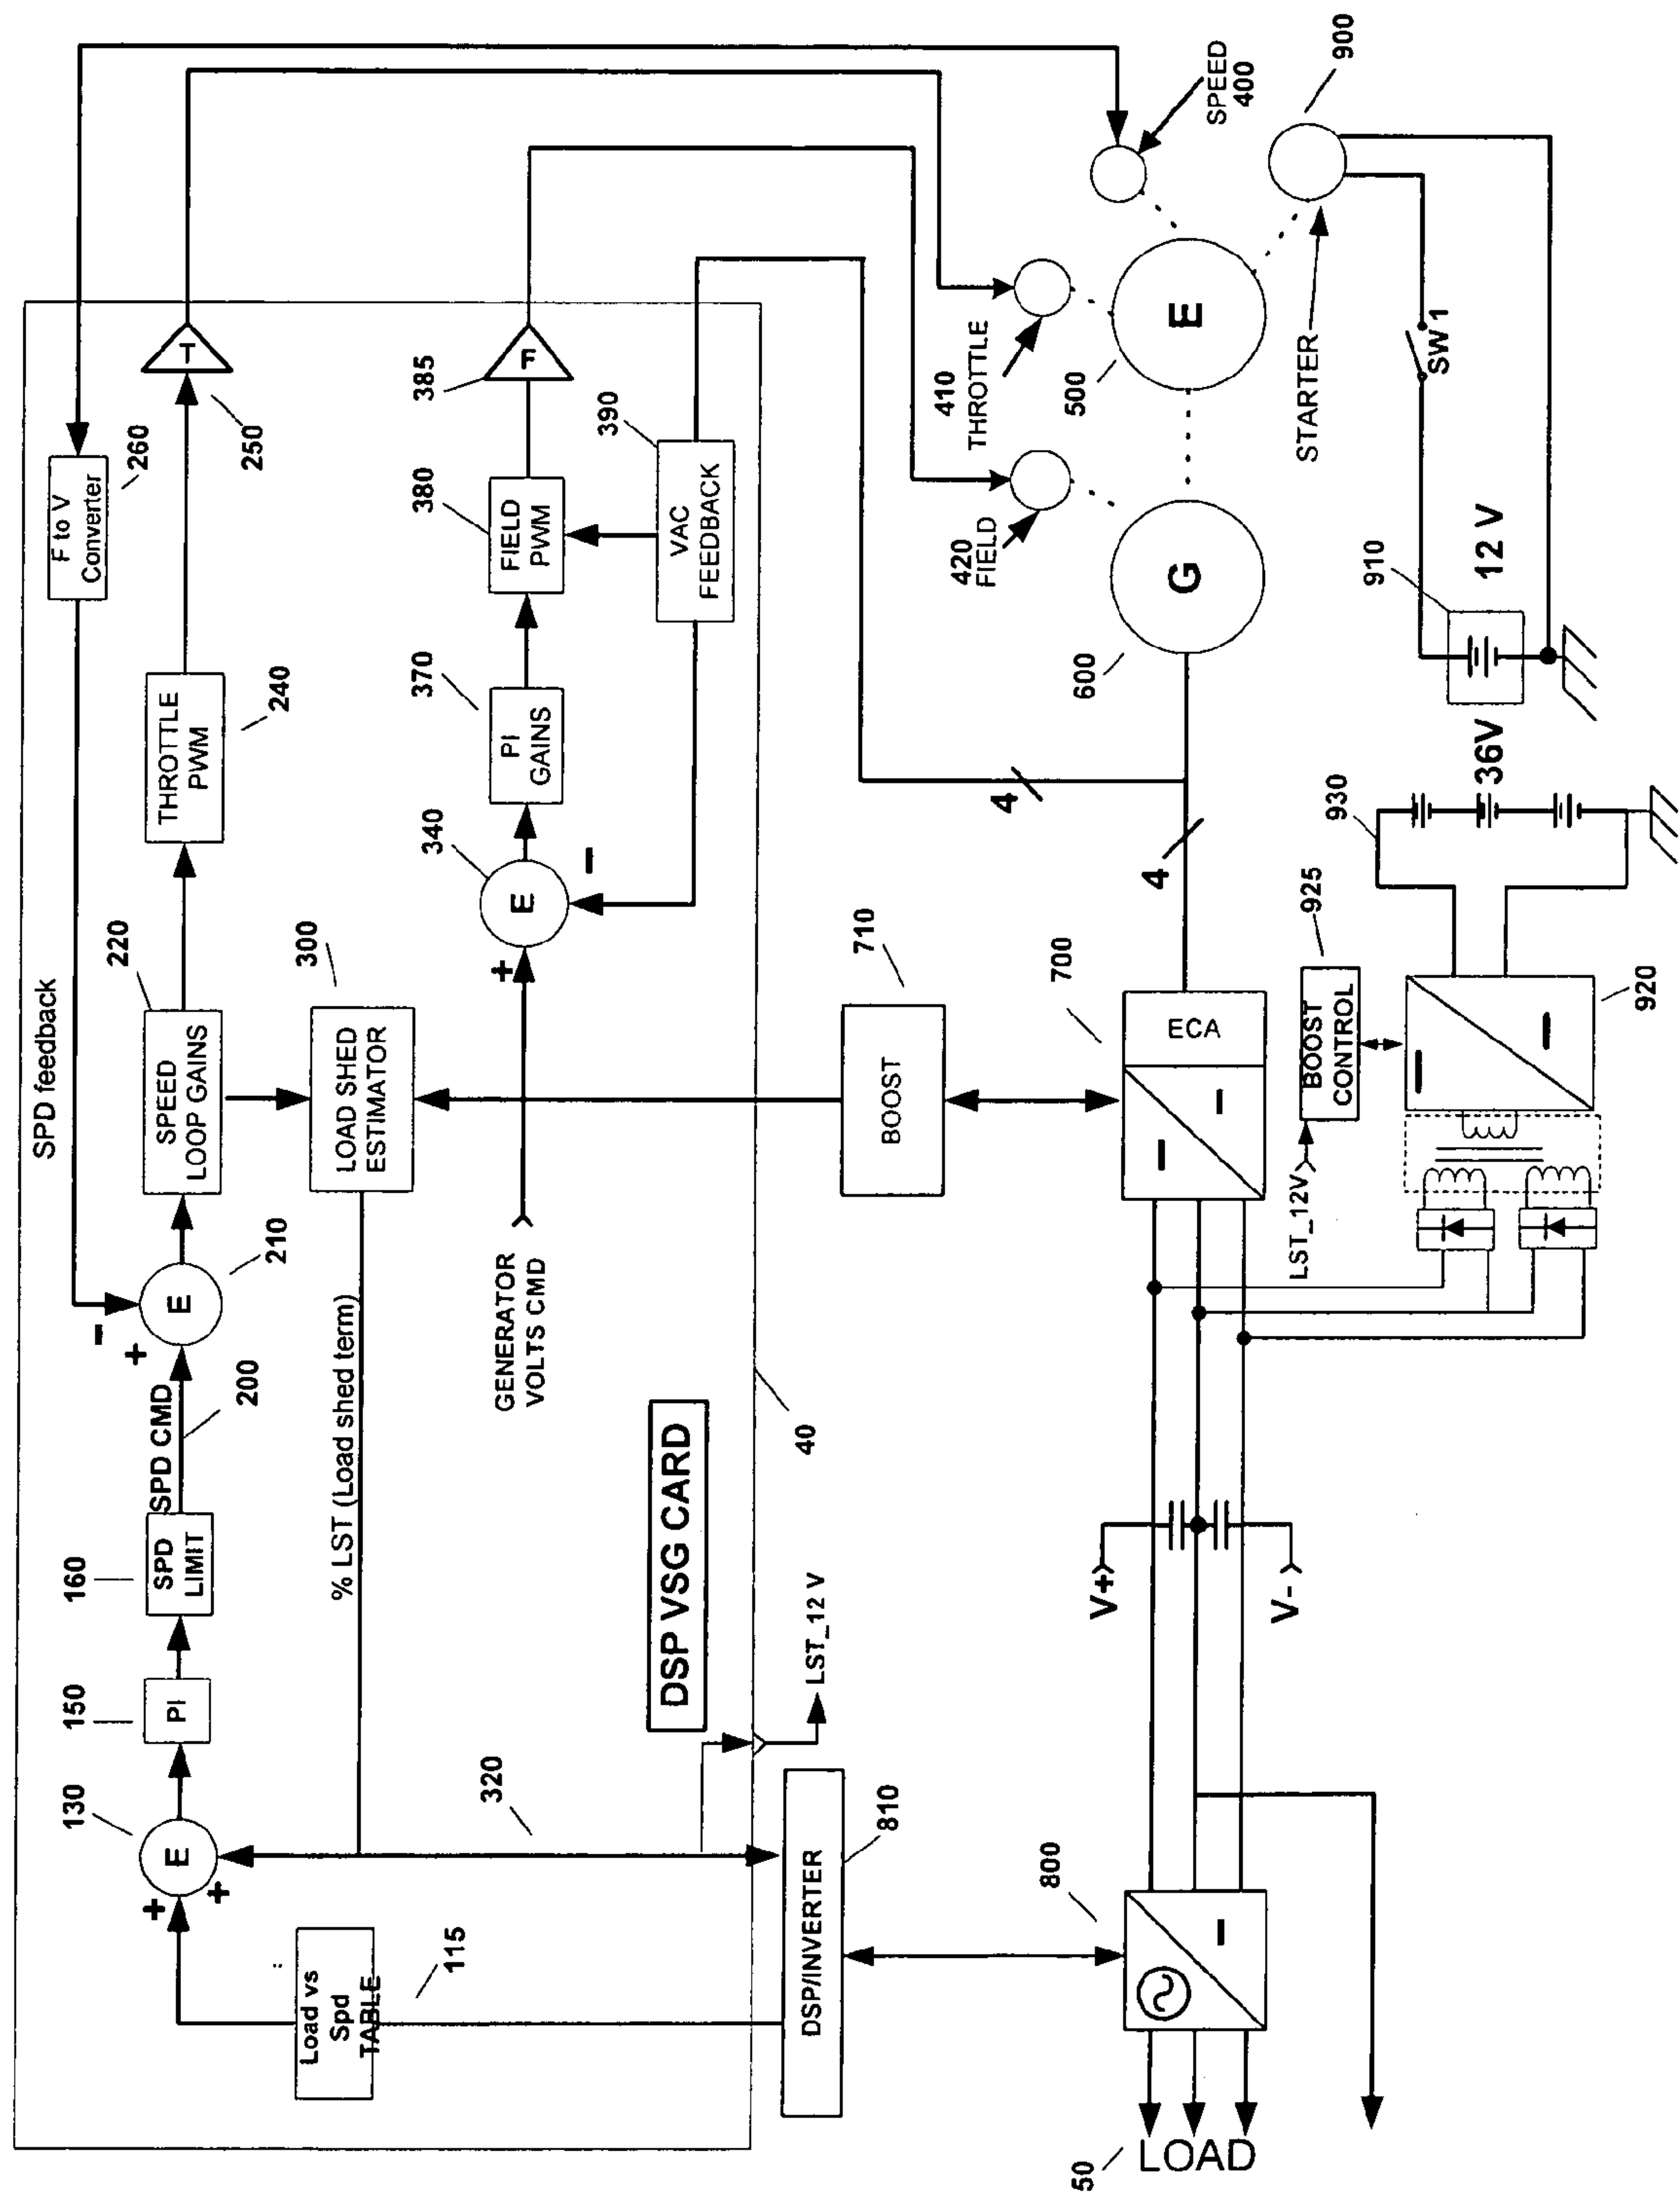 SPD feedback
F to V
Converter
260
130
E
+
+
150
PI
160
SPD
LIMIT
SPD CMD
200
-
+
E
210
220
SPEED
LOOP GAINS
THROTTLE
PWM
240
T
250
Load vs
Spd
TABLE
115
% LST (Load shed term)
300
LOAD SHED
ESTIMATOR
320
GENERATOR
VOLTS CMD
+
340
E
-
370
PI
GAINS
380
FIELD
PWM
385
F
390
VAC
FEEDBACK
DSP VSG CARD
40
LST_12 V
DSP/INVERTER
810
710
BOOST
4
4
420
FIELD
410
THROTTLE
SPEED
400
50
LOAD
800
V+
V-
700
ECA
600
G
500
E
STARTER
900
SW1
LST_12V
BOOST
CONTROL
925
920
930
36V
910
12 V